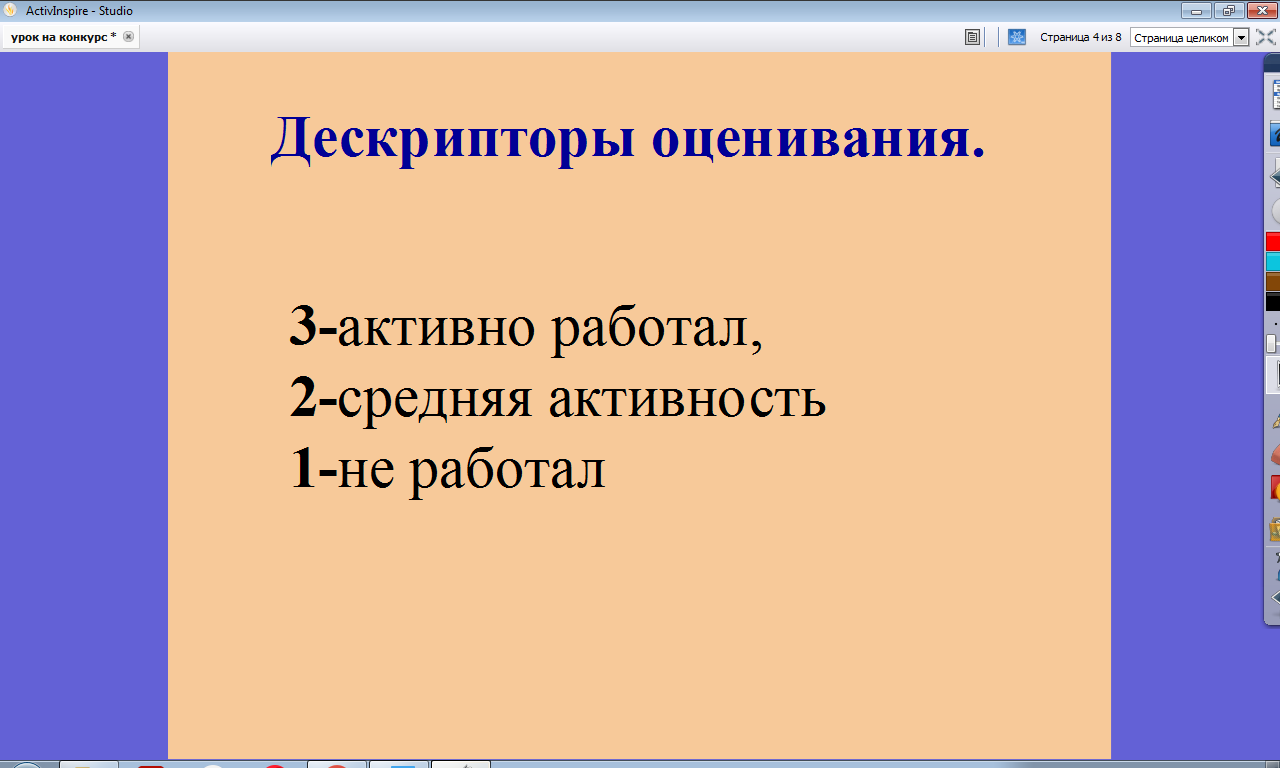 ActivInspire - Studio
урок на конкурс *
Страница 4 из 8
Страница целиком
Дескрипторы оценивания.
3-активно работал,
2-средняя активность
1-не работал